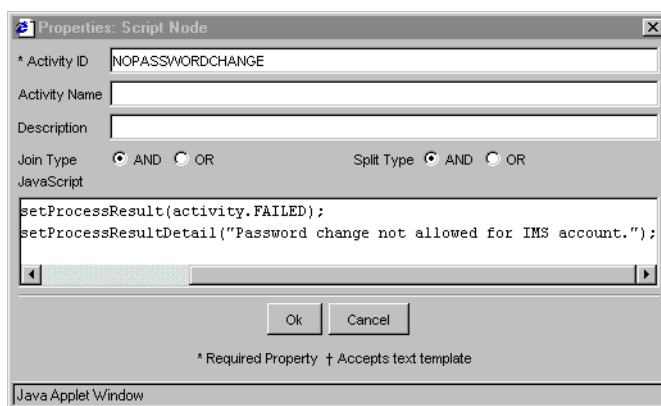 Properties: Script Node
* Activity ID NOPASSWORDCHANGE
Activity Name
Description
Join Type AND OR Split Type AND OR
JavaScript
setProcessResult(activity.FAILED);
setProcessResultDetail("Password change not allowed for IMS account.");
Ok Cancel
* Required Property † Accepts text template
Java Applet Window